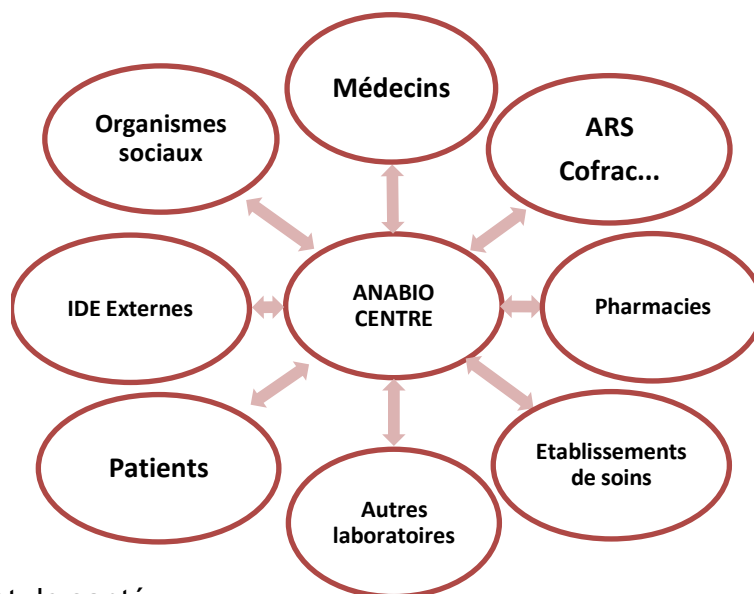 Médecins
Organismes
sociaux
ARS
Cofrac...
IDE Externes
ANABIO
CENTRE
Pharmacies
Patients
Etablissements
de soins
Autres
laboratoires